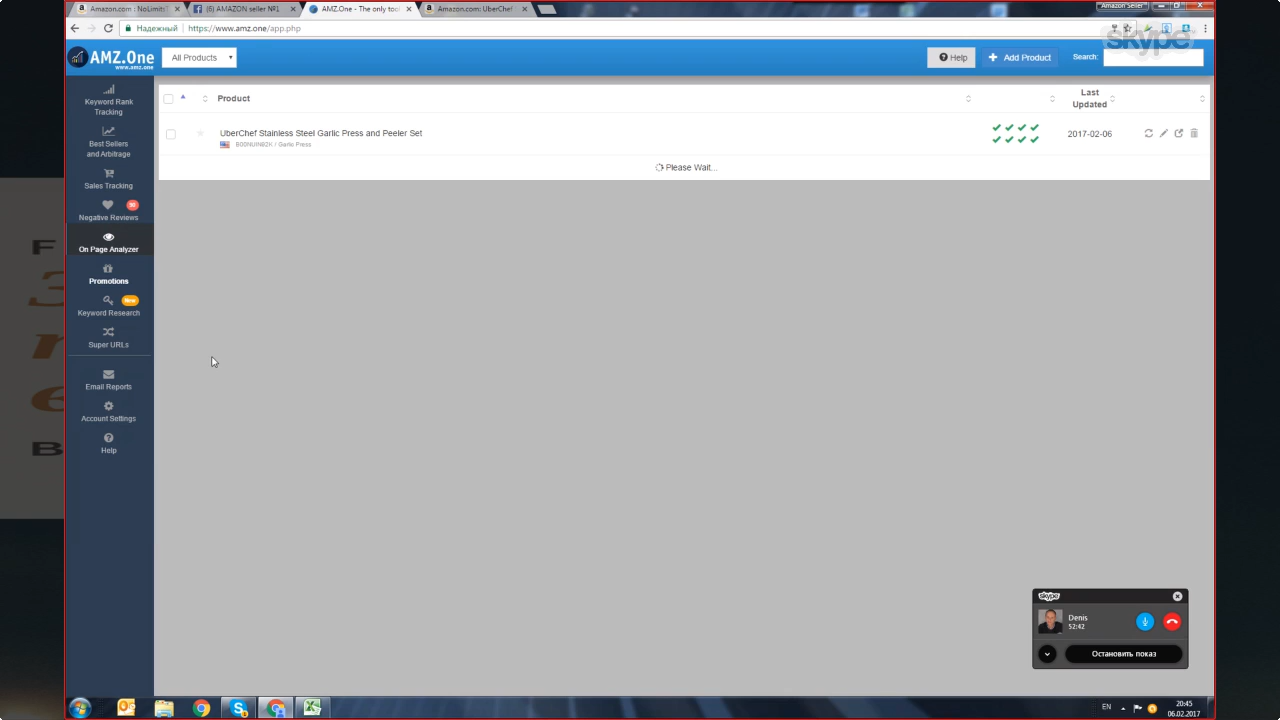 Amazon.com : NoLimit:
(6) AMAZON seller №1
AMZ.One - The only tool
Amazon.com: UberChef
Amazon Seller
Надежный
https://www.amz.one/app.php
skype
AMZ.One
www.amz.one
All Products
Help
Add Product
Search:
Keyword Rank
Tracking
Best Sellers
and Arbitrage
Sales Tracking
Negative Reviews
On Page Analyzer
Promotions
New
Keyword Research
Super URLs
Email Reports
Account Settings
Help
Product
Last
Updated
UberChef Stainless Steel Garlic Press and Peeler Set
/ Garlic Press
2017-02-06
Please Wait...
skype
Denis
52:42
Остановить показ
EN
20:45
06.02.2017